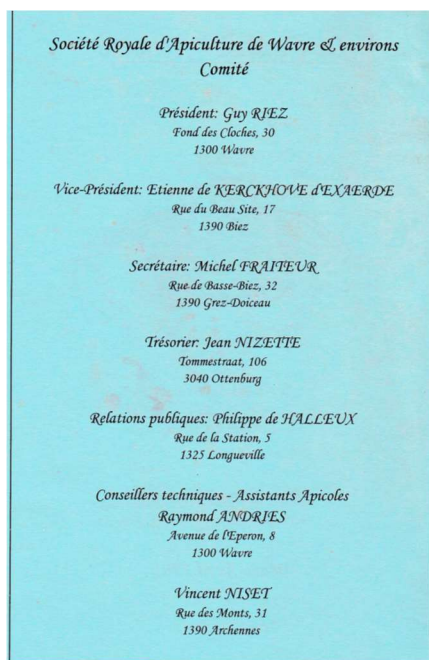 Société Royale d'Apiculture de Wavre & environs
Comité
Président: Guy RIEZ
Fond des Cloches, 30
1300 Wavre
Vice-Président: Etienne de KERCKHOVE d'EXAERDE
Rue du Beau Site, 17
1390 Biez
Secrétaire: Michel FRAITEUR
Rue de Basse-Biez, 32
1390 Grez-Doiceau
Trésorier: Jean NIZETTE
Tommestraat, 106
3040 Ottenburg
Relations publiques: Philippe de HALLEUX
Rue de la Station, 5
1325 Longueville
Conseillers techniques - Assistants Apicoles
Raymond ANDRIES
Avenue de l'Eperon, 8
1300 Wavre
Vincent NISET
Rue des Monts, 31
1390 Archennes